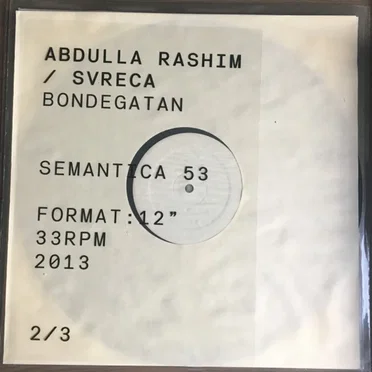 ABDULLA RASHIM
/ SVRECA
BONDEGATAN
SEMANTICA 53
FORMAT:12”
33RPM
2013
2/3